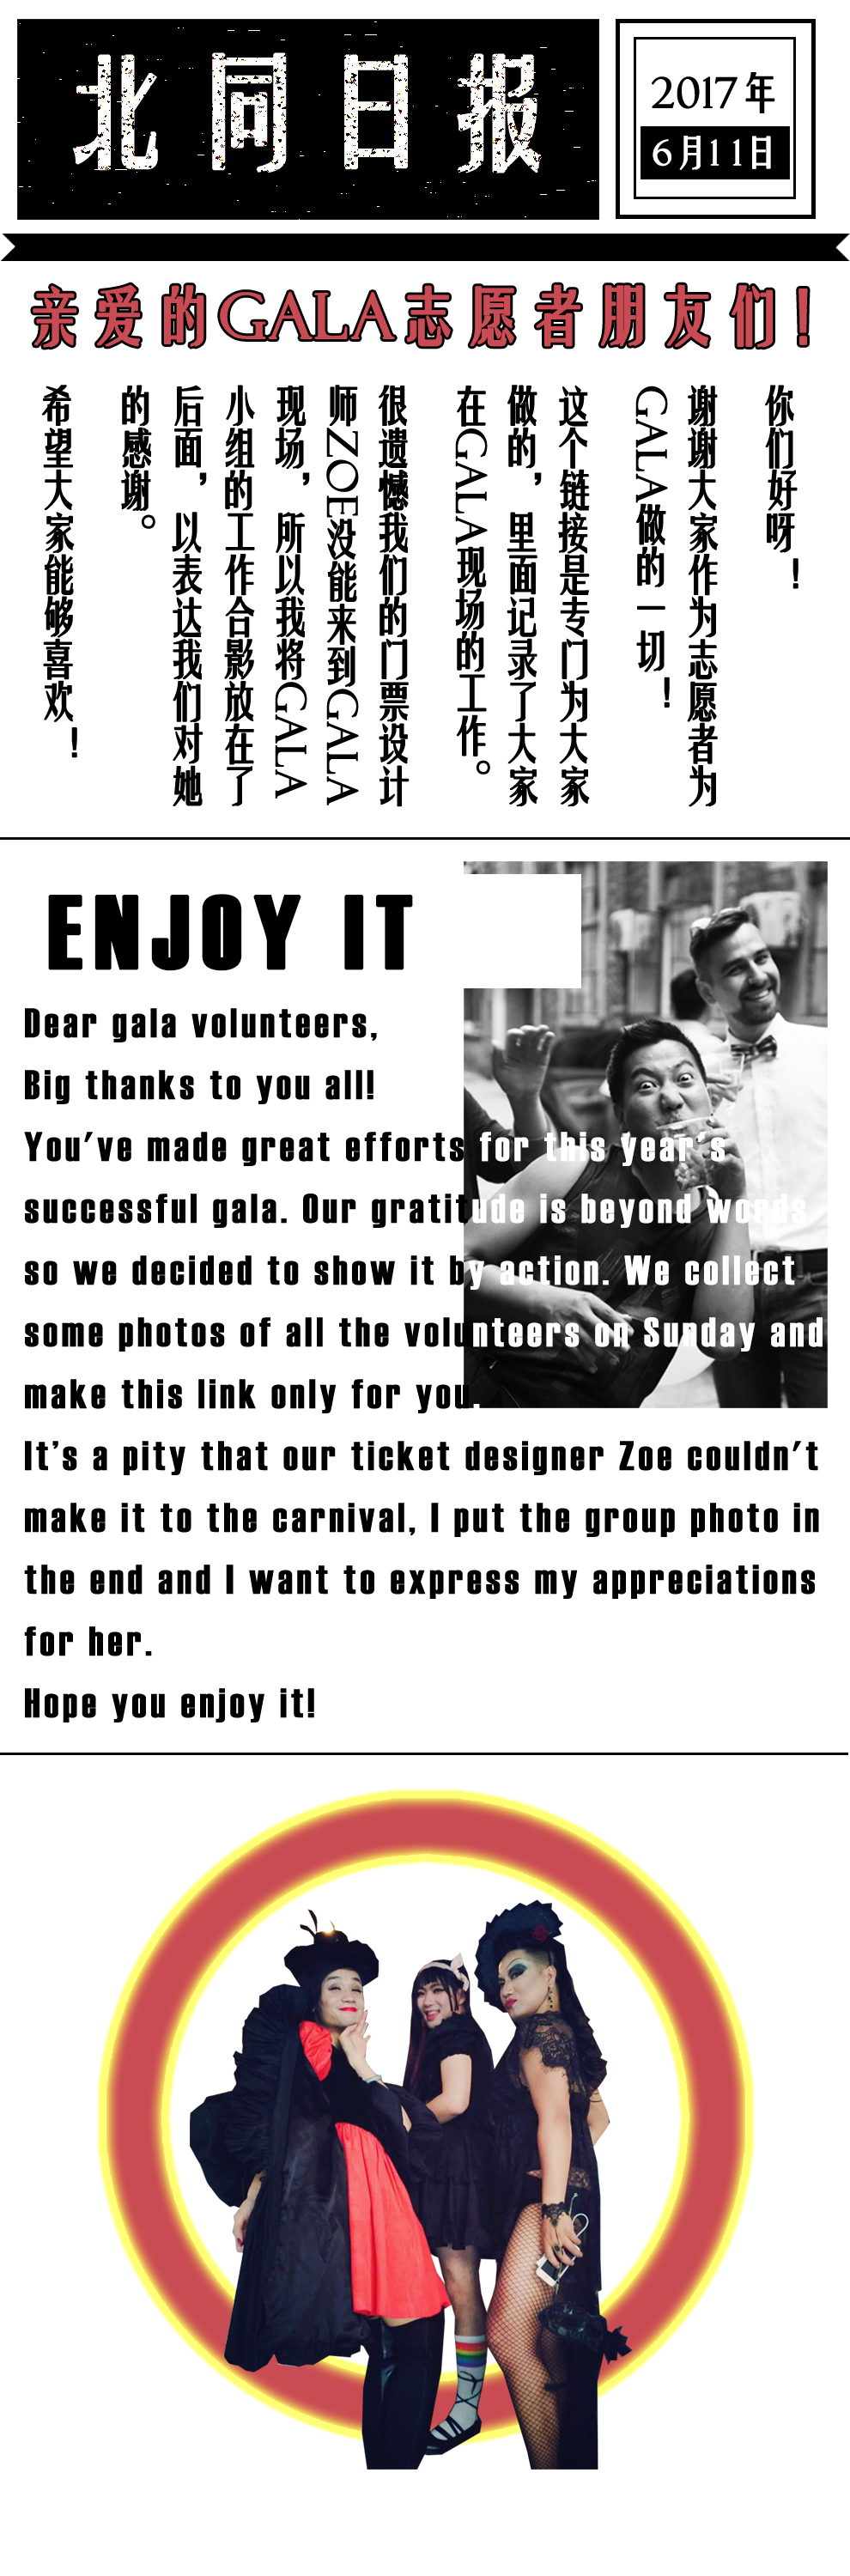 北同日报
2017年
6月11日
亲爱的GALA志愿者朋友们！
你们好呀！
谢谢大家作为志愿者为
GALA做的一切！
这个链接是专门为大家
做的，里面记录了大家
在GALA现场的工作。
很遗憾我们的门票设计
师ZOE没能来到GALA
现场，所以我将GALA
小组的工作合影放在了
后面，以表达我们对她
的感谢。
希望大家能够喜欢！
ENJOY IT
Dear gala volunteers,
Big thanks to you all!
You've made great efforts for this year's
successful gala. Our gratitude is beyond words
so we decided to show it by action. We collect
some photos of all the volunteers on Sunday and
make this link only for you.
It's a pity that our ticket designer Zoe couldn't
make it to the carnival, I put the group photo in
the end and I want to express my appreciations
for her.
Hope you enjoy it!